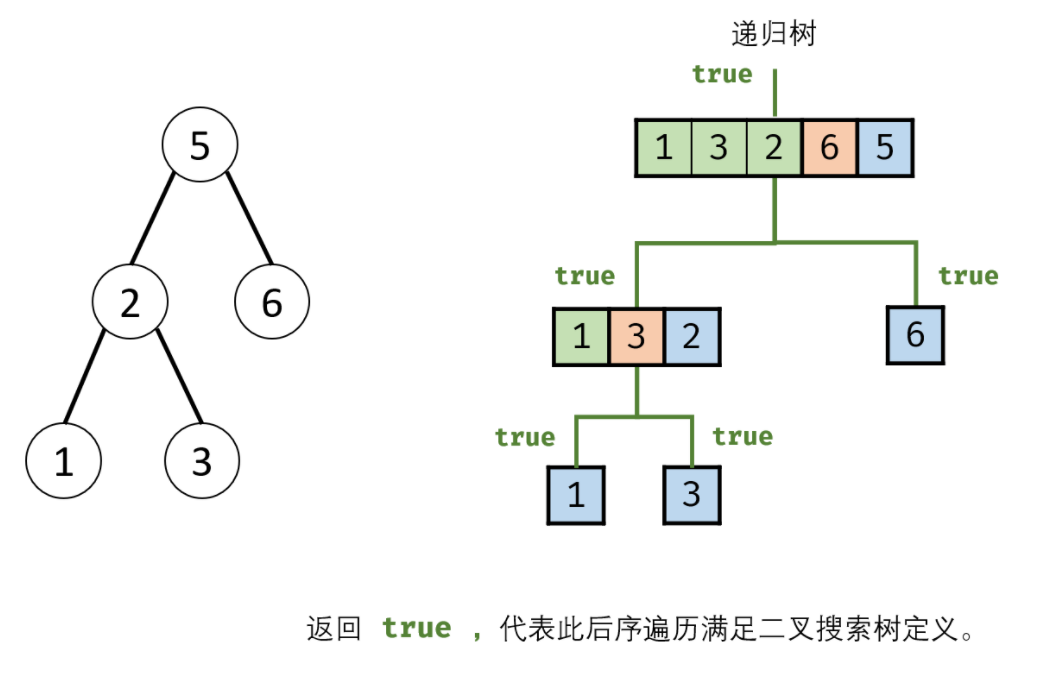 递归树
true
1 3 2 6 5
5
true true
2 6
1 3 2 6
true true
1 3
1 3
返回 true ，代表此后序遍历满足二叉搜索树定义。